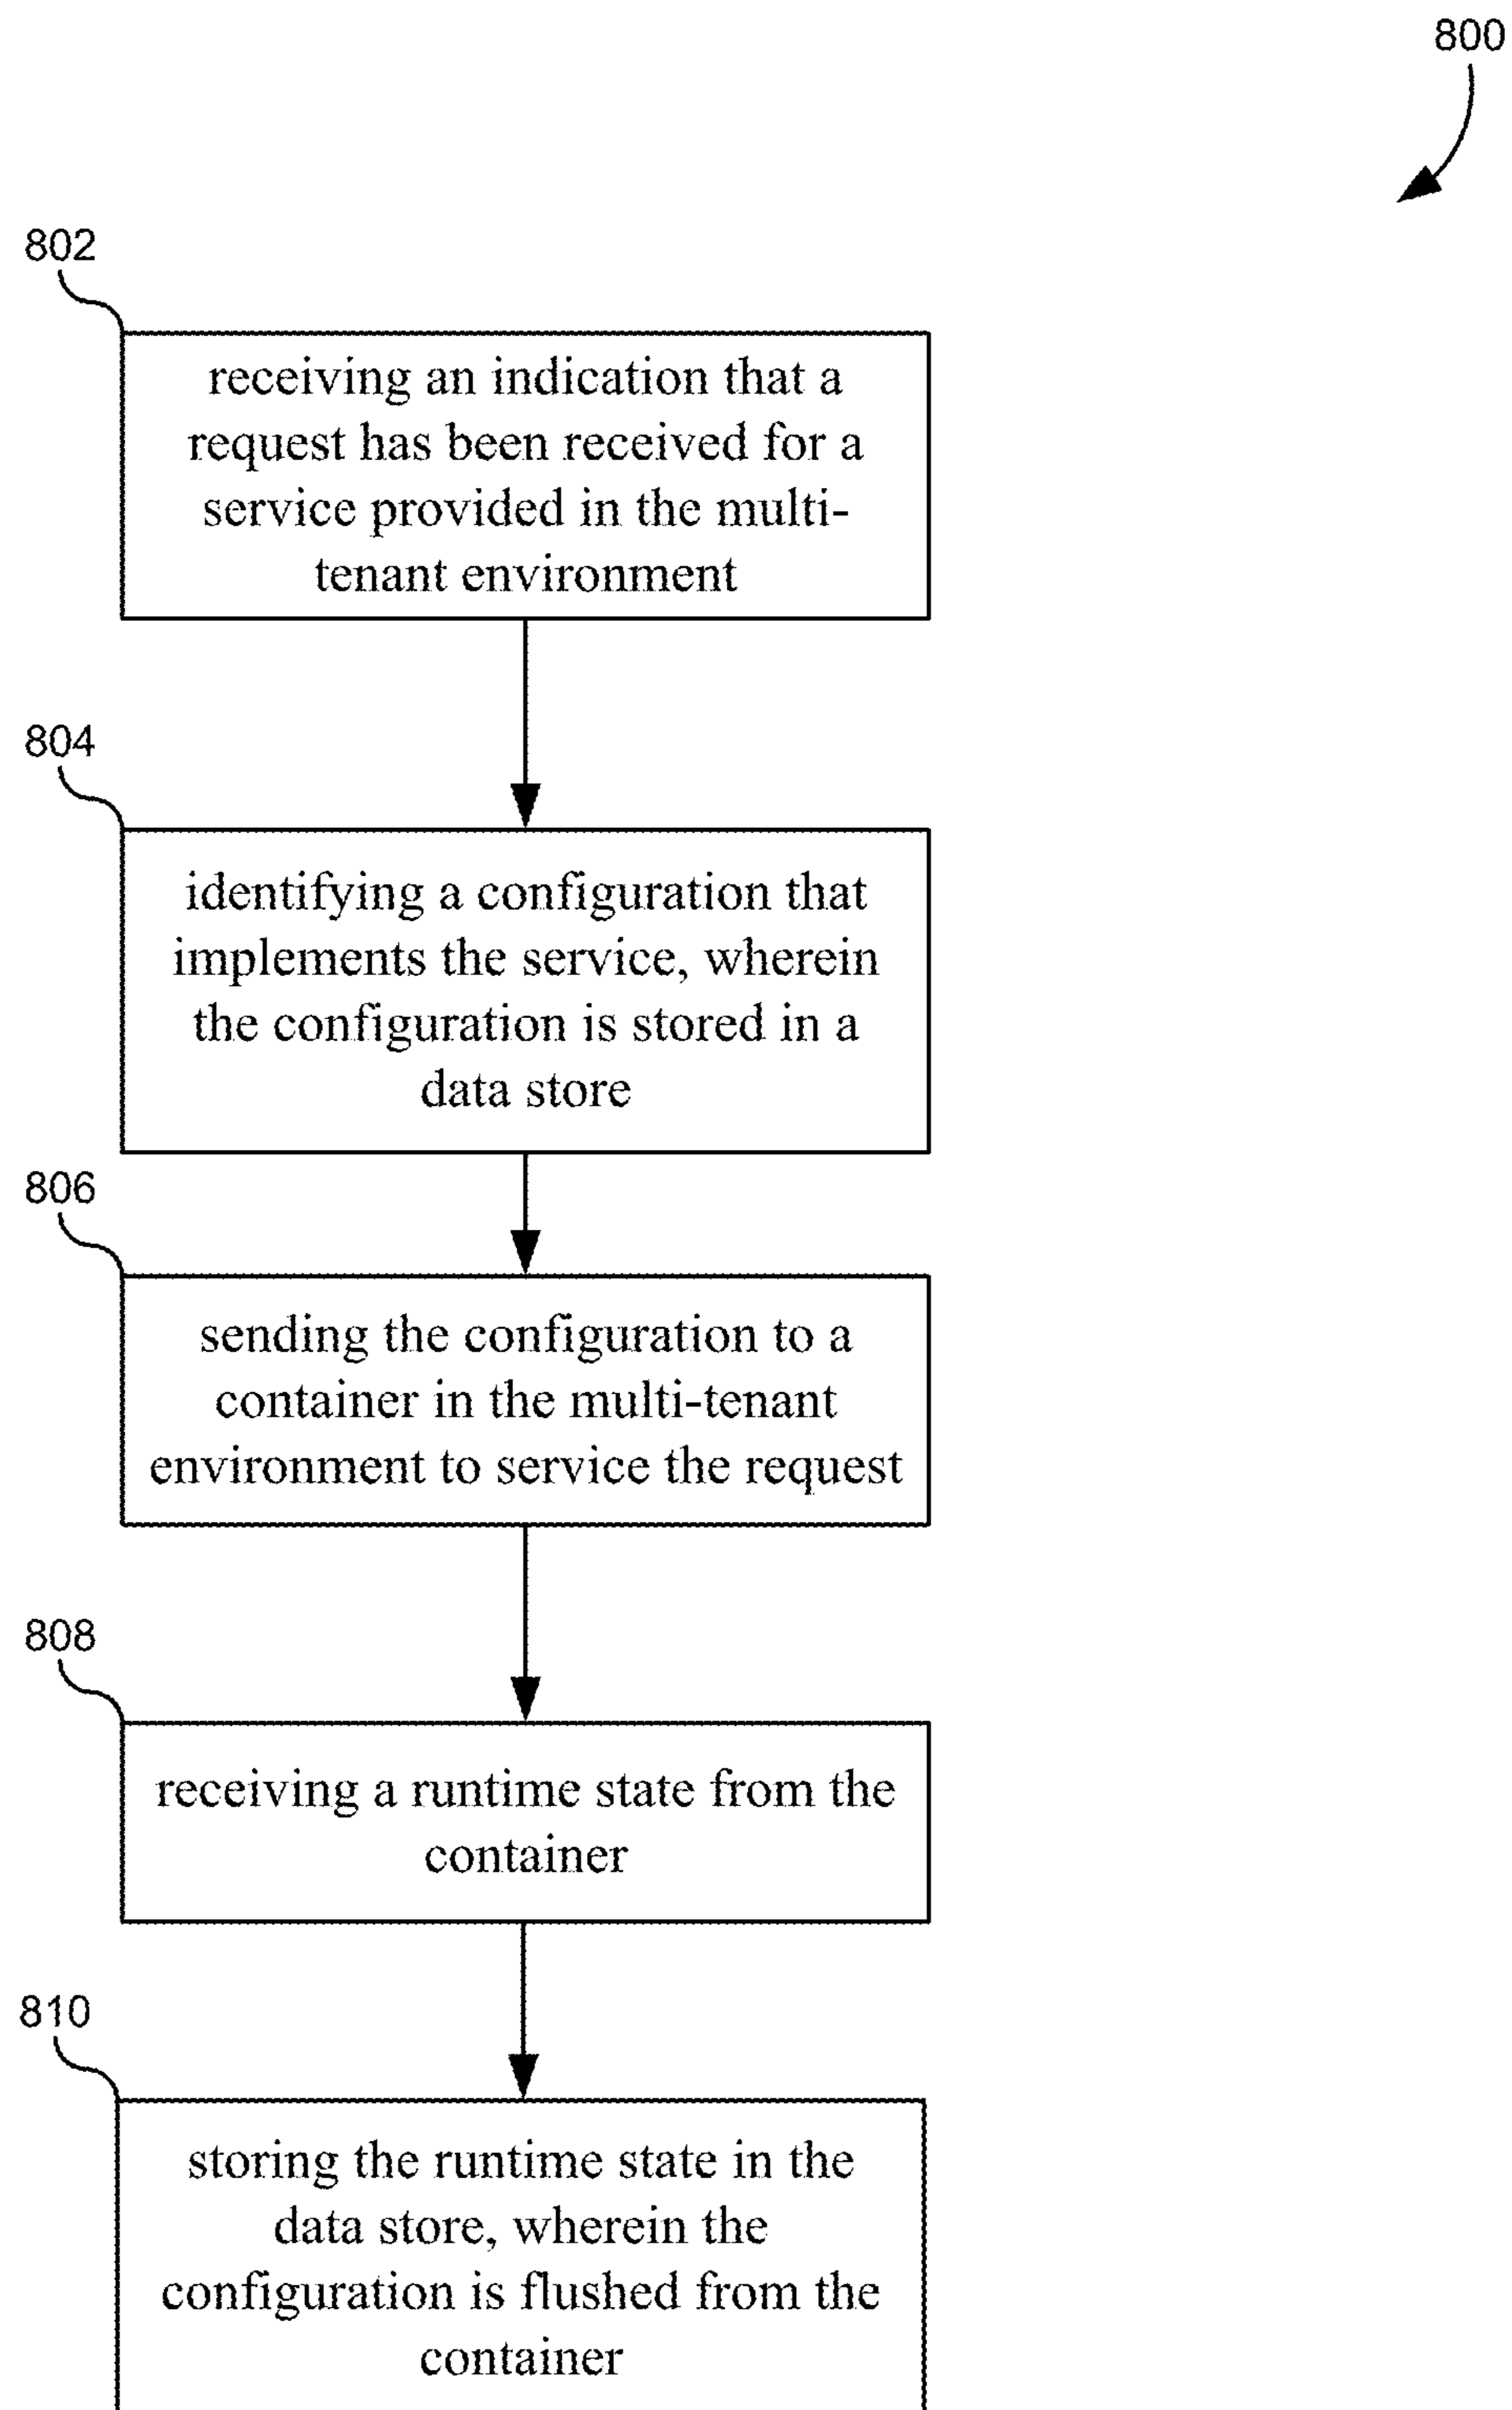 800
802
receiving an indication that a
request has been received for a
service provided in the multi-
tenant environment
804
identifying a configuration that
implements the service, wherein
the configuration is stored in a
data store
806
sending the configuration to a
container in the multi-tenant
environment to service the request
808
receiving a runtime state from the
container
810
storing the runtime state in the
data store, wherein the
configuration is flushed from the
container